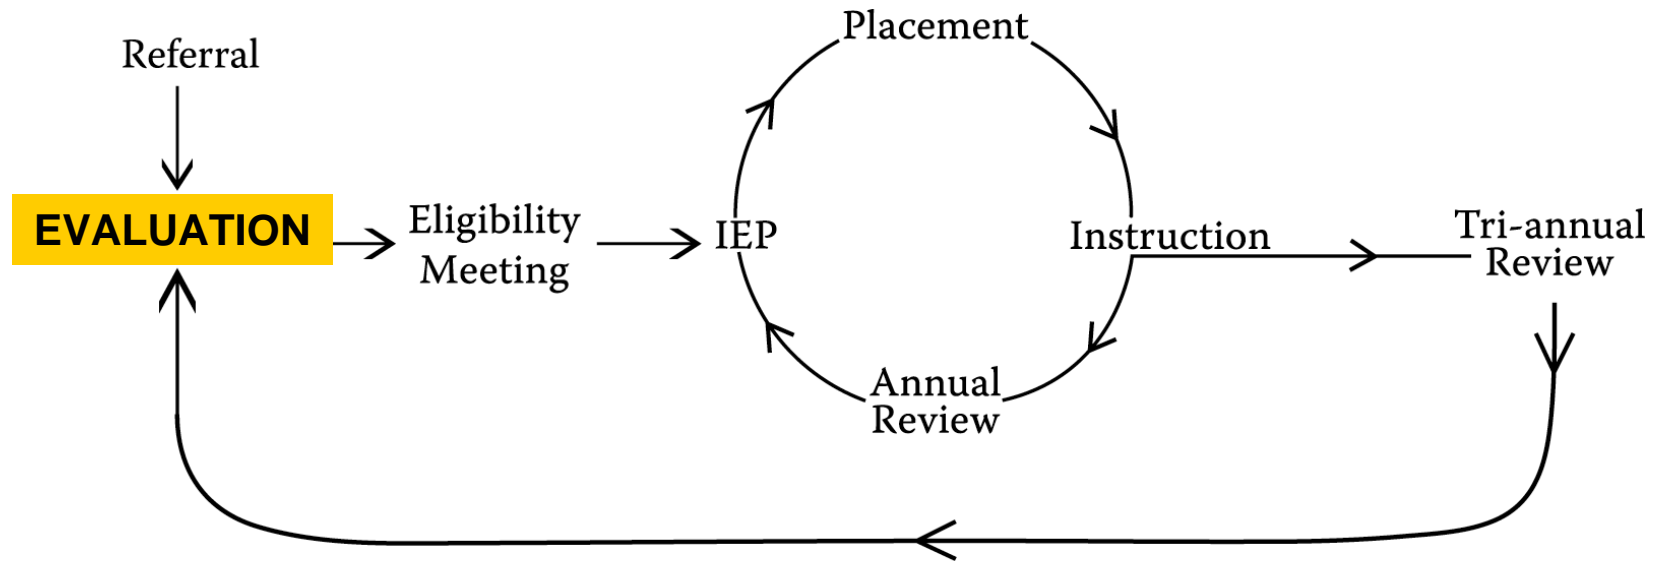 Referral
EVALUATION
Eligibility
Meeting
IEP
Placement
Instruction
Annual
Review
Tri-annual
Review